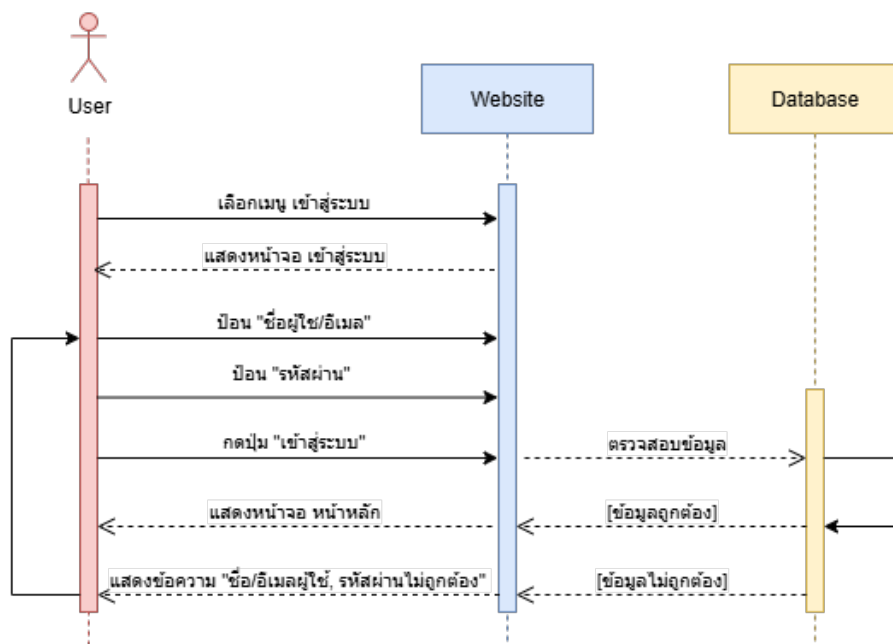 User
Website
Database
เลือกเมนู เข้าสู่ระบบ
แสดงหน้าจอ เข้าสู่ระบบ
ป้อน "ชื่อผู้ใช้/อีเมล"
ป้อน "รหัสผ่าน"
กดปุ่ม "เข้าสู่ระบบ"
ตรวจสอบข้อมูล
แสดงหน้าจอ หน้าหลัก
[ข้อมูลถูกต้อง]
แสดงข้อความ "ชื่อ/อีเมลผู้ใช้, รหัสผ่านไม่ถูกต้อง"
[ข้อมูลไม่ถูกต้อง]